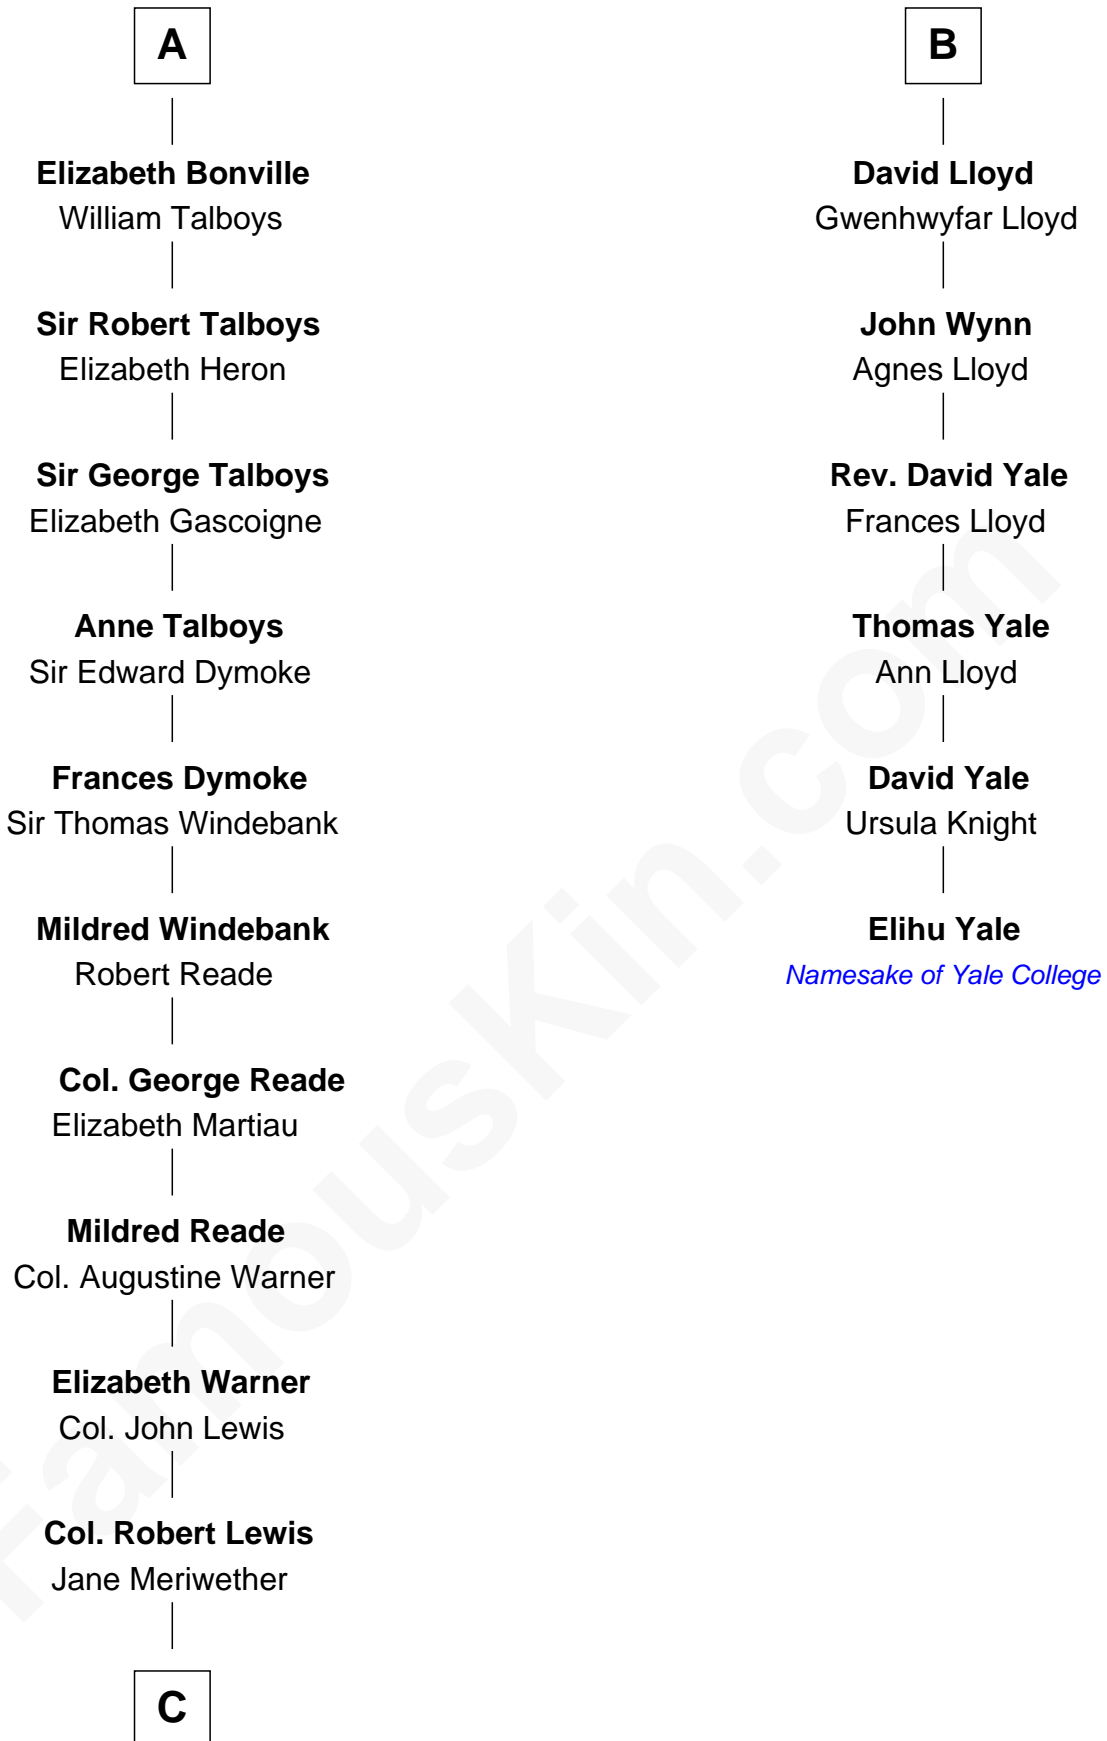 A
Elizabeth Bonville
William Talboys
Sir Robert Talboys
Elizabeth Heron
Sir George Talboys
Elizabeth Gascoigne
Anne Talboys
Sir Edward Dymoke
Frances Dymoke
Sir Thomas Windebank
Mildred Windebank
Robert Reade
Col. George Reade
Elizabeth Martiau
Mildred Reade
Col. Augustine Warner
Elizabeth Warner
Col. John Lewis
Col. Robert Lewis
Jane Meriwether
C
B
David Lloyd
Gwenhwyfar Lloyd
John Wynn
Agnes Lloyd
Rev. David Yale
Frances Lloyd
Thomas Yale
Ann Lloyd
David Yale
Ursula Knight
Elihu Yale
Namesake of Yale College
FamousKin.com